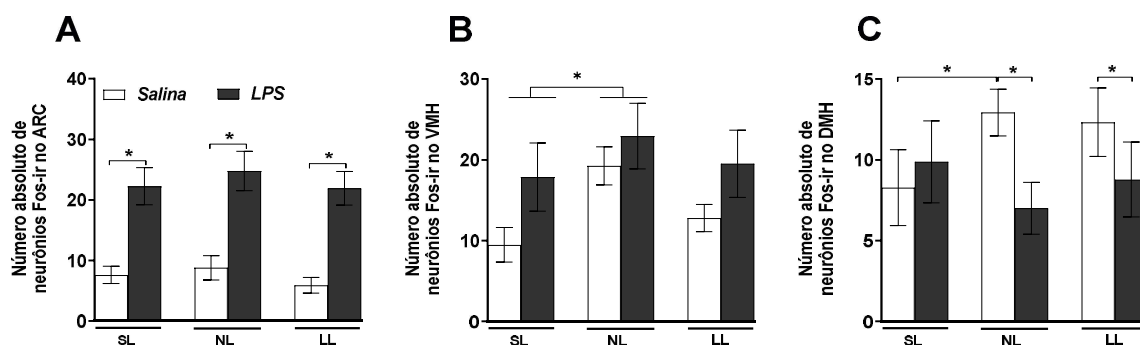 A
Número absoluto de
neurônios Fos-ir no ARC
40
30
20
10
0
Salina
LPS
*
*
*
SL
NL
LL
B
Número absoluto de
neurônios Fos-ir no VMH
30
20
10
0
*
SL
NL
LL
C
Número absoluto de
neurônios Fos-ir no DMH
15
10
5
0
*
*
*
SL
NL
LL